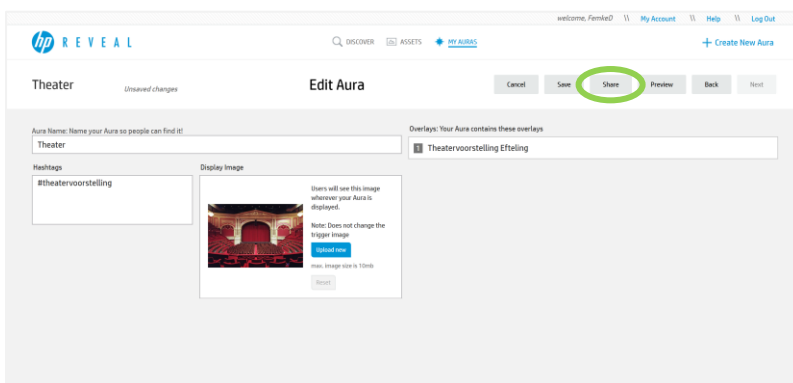 welcome, FemkeD \\ My Account \\ Help \\ Log Out
hp REVEAL
DISCOVER ASSETS MY AURAS
+ Create New Aura
Theater
Unsaved changes
Edit Aura
Cancel Save Share Preview Back Next
Aura Name: Name your Aura so people can find it!
Theater
Hashtags
#theatervoorstelling
Display Image
Users will see this image
wherever your Aura is
displayed.
Note: Does not change the
trigger image
Upload new
max. image size is 10mb
Reset
Overlays: Your Aura contains these overlays
1 Theatervoorstelling Efteling